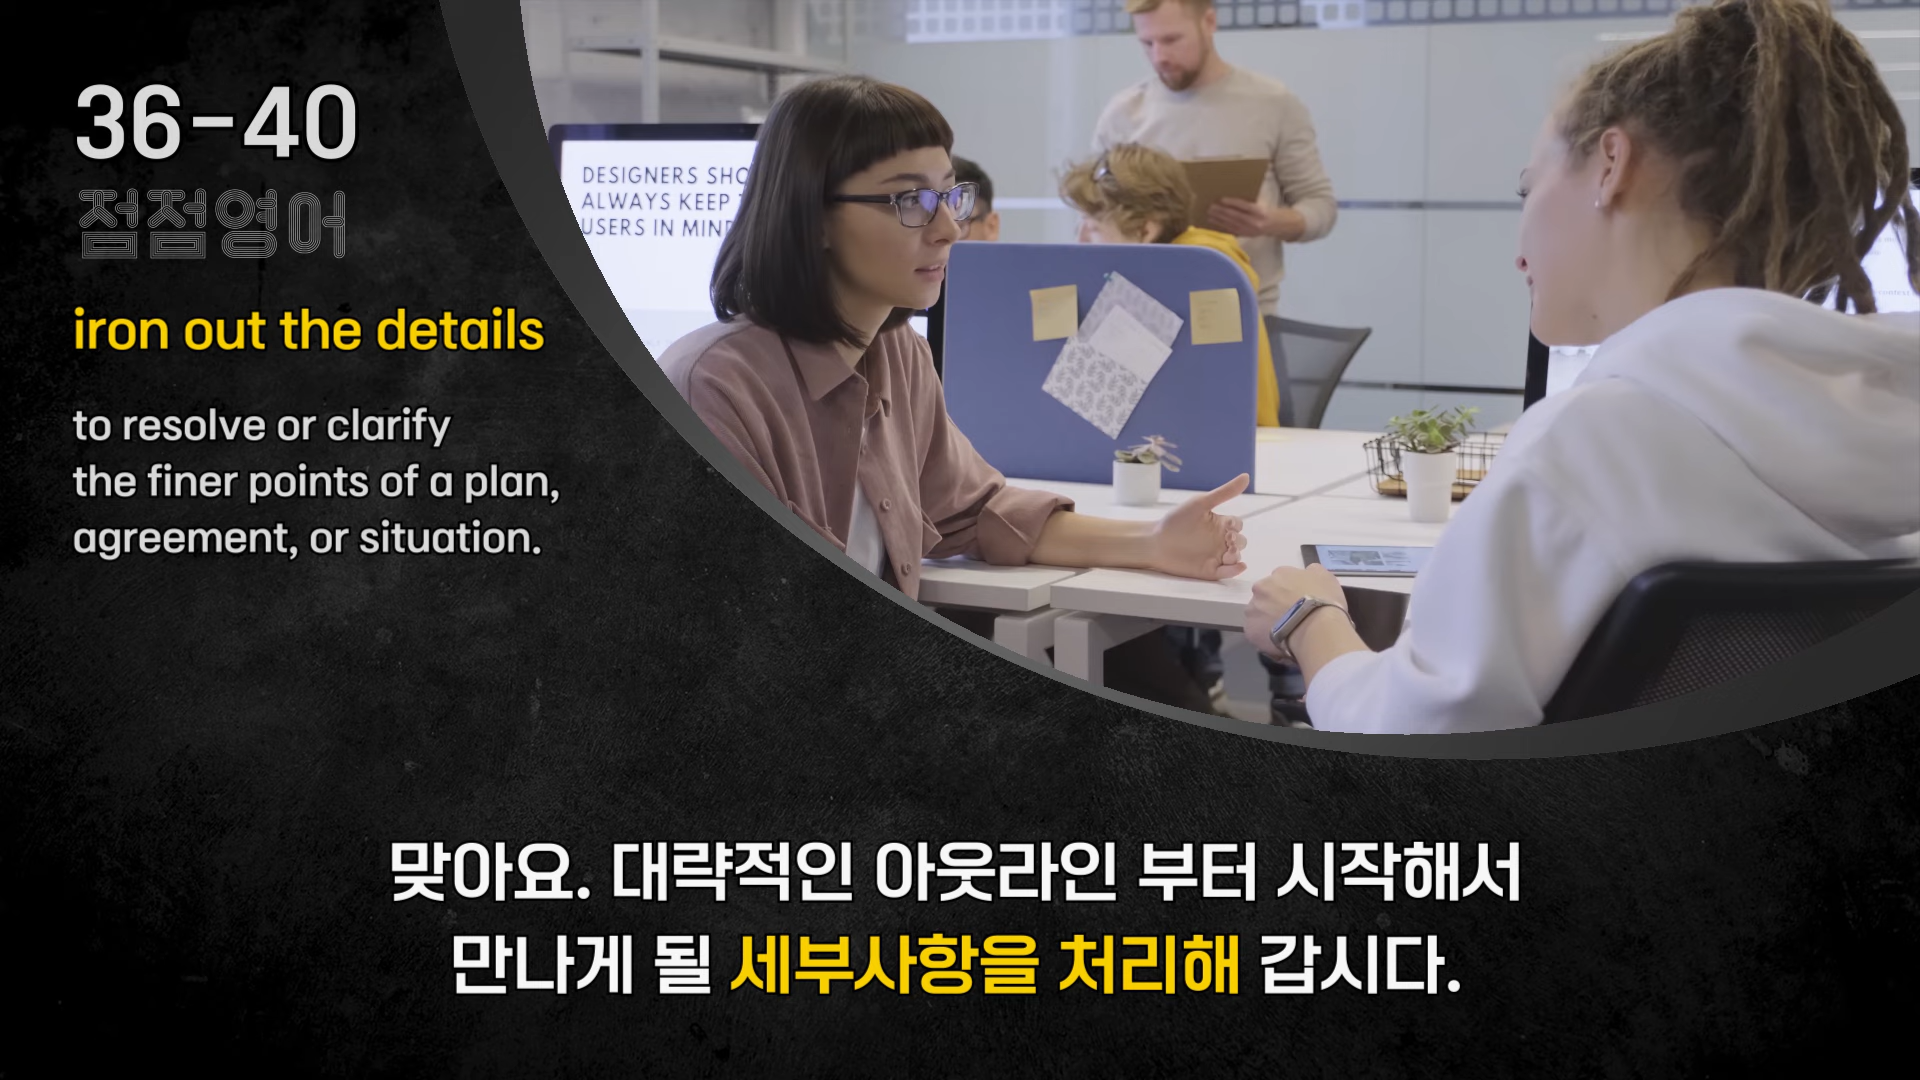 36-40
점점영어
iron out the details
to resolve or clarify
the finer points of a plan,
agreement, or situation.
DESIGNERS
ALWAYS KEEP
USERS IN MIND
맞아요. 대략적인 아웃라인 부터 시작해서
만나게 될 세부사항을 처리해 갑시다.